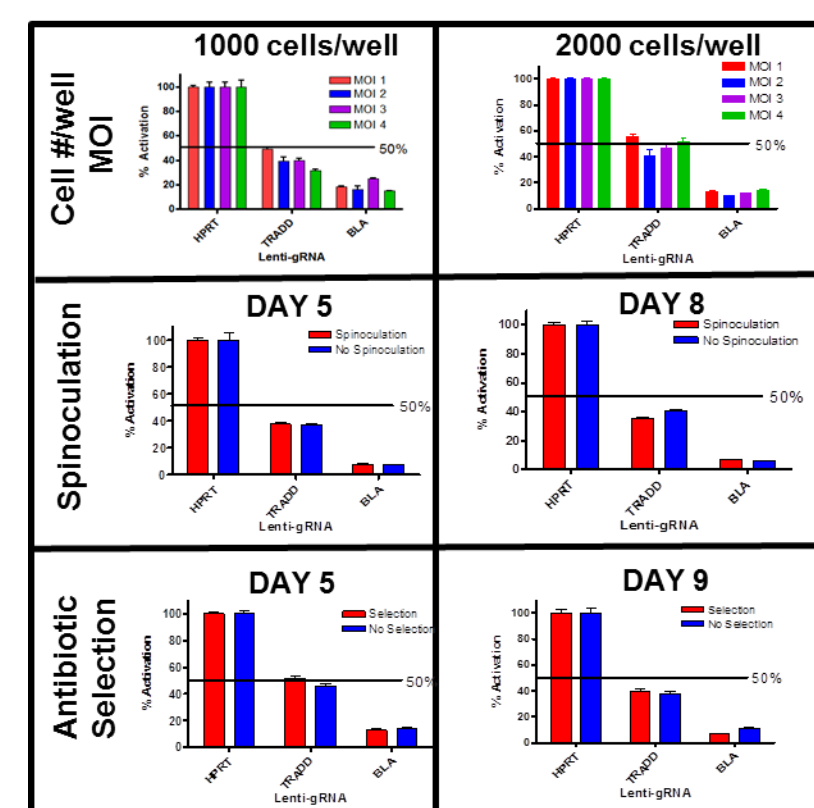 Cell #/well
MOI
1000 cells/well
% Activation
100
80
60
40
20
0
MOI 1
MOI 2
MOI 3
MOI 4
50%
HPRT
TRADD
BLA
Lenti-gRNA
2000 cells/well
% Activation
100
80
60
40
20
0
MOI 1
MOI 2
MOI 3
MOI 4
50%
HPRT
TRADD
BLA
Lenti-gRNA
Spinoculation
DAY 5
% Activation
100
80
60
40
20
0
Spinoculation
No Spinoculation
50%
HPRT
TRADD
BLA
Lenti-gRNA
DAY 8
% Activation
100
80
60
40
20
0
Spinoculation
No Spinoculation
50%
HPRT
TRADD
BLA
Lenti-gRNA
Antibiotic
Selection
DAY 5
% Activation
100
80
60
40
20
0
Selection
No Selection
50%
HPRT
TRADD
BLA
Lenti-gRNA
DAY 9
% Activation
100
80
60
40
20
0
Selection
No Selection
50%
HPRT
TRADD
BLA
Lenti-gRNA